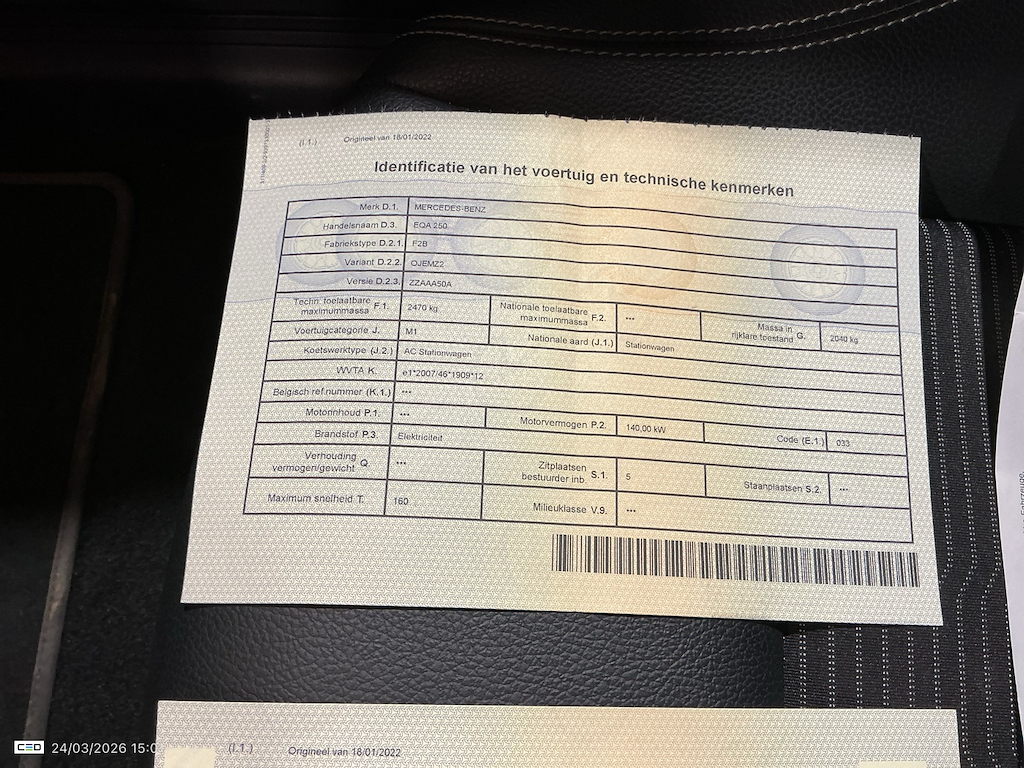 (I.1.) Origineel van 18/01/2022
Identificatie van het voertuig en technische kenmerken
Merk D.1. MERCEDES-BENZ
Handelsnaam D.3. EQA 250
Fabriekstype D.2.1. F2B
Variant D.2.2. OJEMZ2
Versie D.2.3. ZZAAA50A
Techn. toelaatbare maximummassa F.1. 2470 kg Nationale toelaatbare maximummassa F.2. --- Massa in rijklare toestand G. 2040 kg
Voertuigcategorie J. M1 Nationale aard (J.1.) Stationwagen
Koetswerktype (J.2.) AC Stationwagen
WVTA K. e1*2007/46*1909*12
Belgisch ref.nummer (K.1.) ---
Motorinhoud P.1. --- Motorvermogen P.2. 140,00 kW Code (E.1.) 033
Brandstof P.3. Elektriciteit
Verhouding vermogen/gewicht Q. --- Zitplaatsen bestuurder inb. S.1. 5 Staanplaatsen S.2. ---
Maximum snelheid T. 160 Milieuklasse V.9. ---
(I.1.) Origineel van 18/01/2022
CEO 24/03/2026